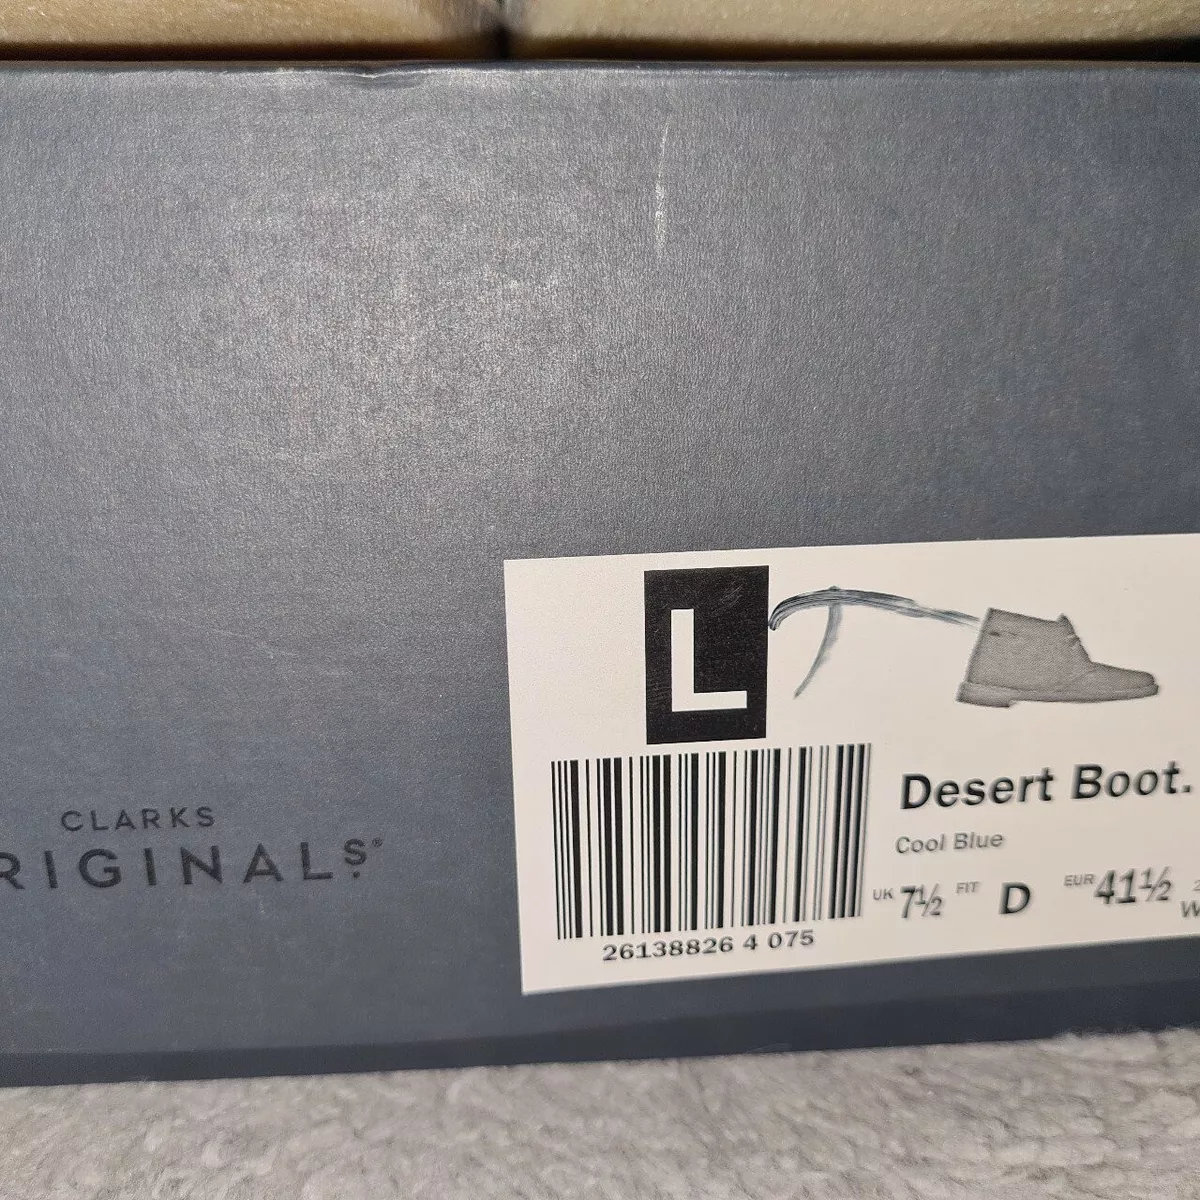 CLARKS
RIGINALS®
L
Desert Boot.
Cool Blue
UK 7½ FIT D EUR 41½
26138826 4 075